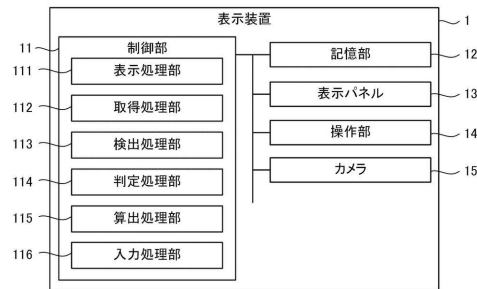 表示装置
1
11
制御部
111
表示処理部
112
取得処理部
113
検出処理部
114
判定処理部
115
算出処理部
116
入力処理部
記憶部
12
表示パネル
13
操作部
14
カメラ
15